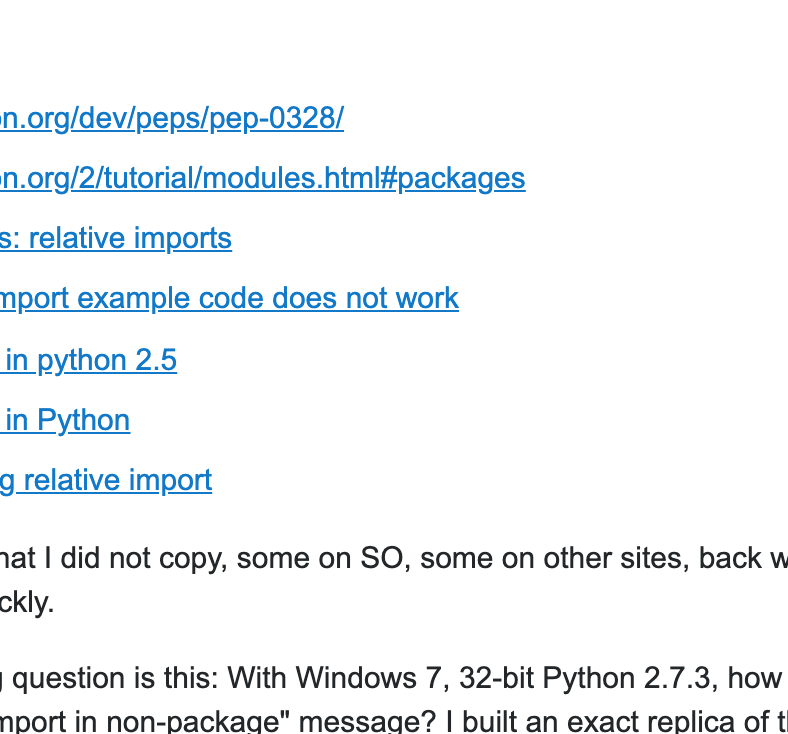 on.org/dev/peps/pep-0328/
on.org/2/tutorial/modules.html#packages
s: relative imports
mport example code does not work
in python 2.5
in Python
g relative import
hat I did not copy, some on SO, some on other sites, back w
ckly.
g question is this: With Windows 7, 32-bit Python 2.7.3, how
mport in non-package" message? I built an exact replica of t